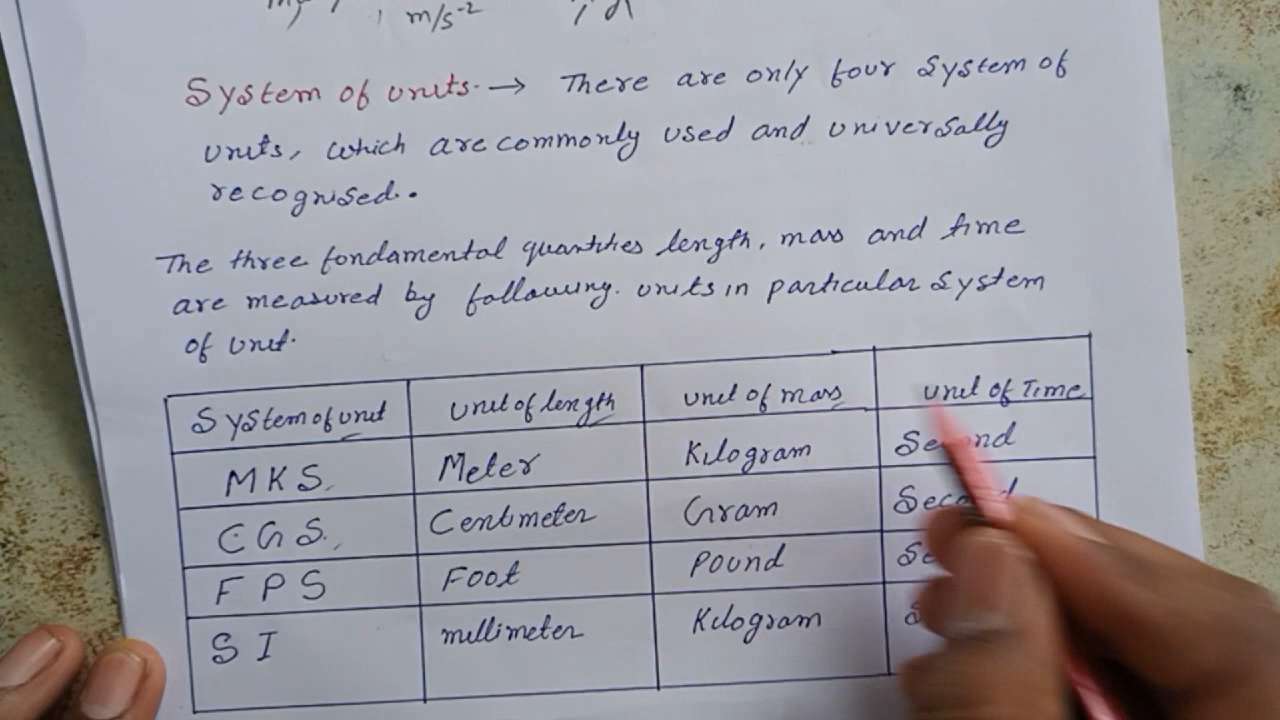 m/s-2
System of units. → There are only four System of
units, which are commonly used and universally
recognised.
The three fondamental quantities length, mass and time
are measured by following. units in particular System
of unit.
System of unit Unit of length unit of mass unit of Time
MKS. Meter Kilogram Second
CGS. Centimeter Gram Second
FPS Foot Pound
SI millimeter Kilogram